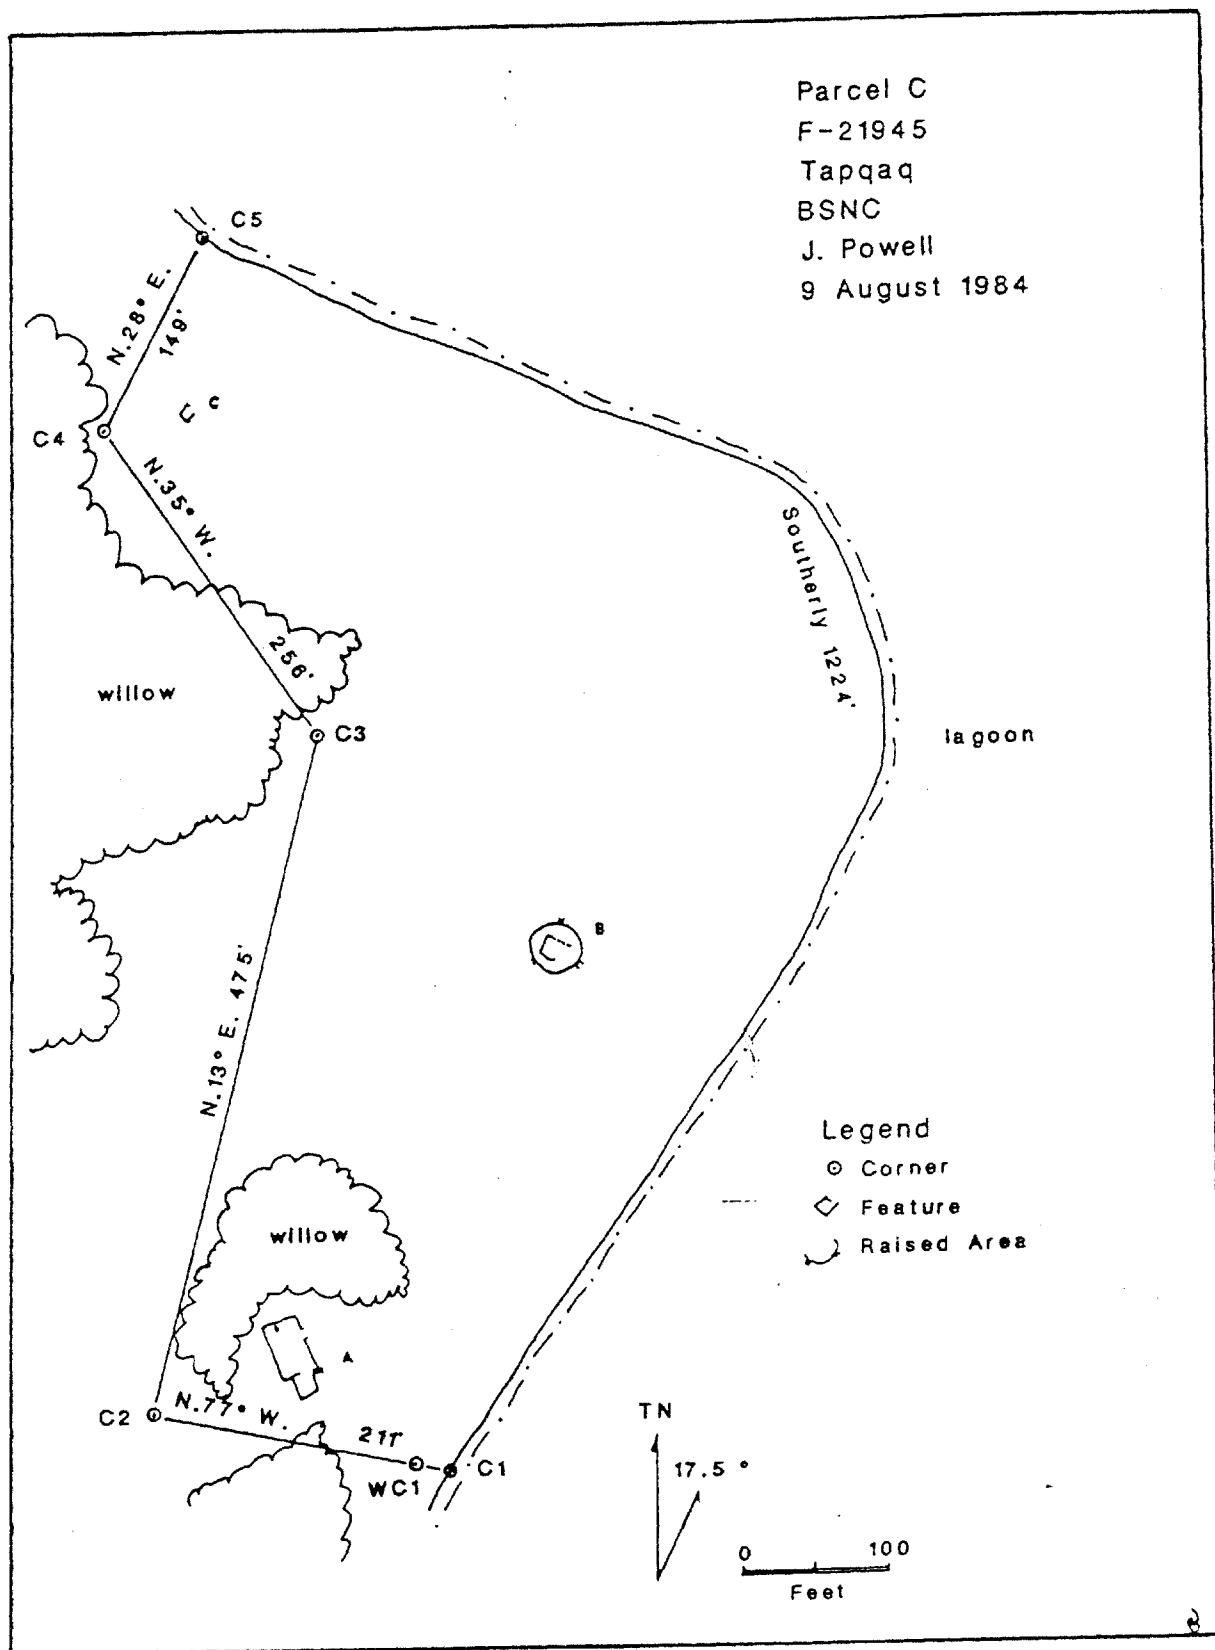 Parcel C
F-21945
Tapqaq
BSNC
J. Powell
9 August 1984
C5
N.28° E.
149'
C
C4
N.35° W.
256'
willow
C3
Southerly 1224'
lagoon
B
N.13° E. 475'
Legend
Corner
Feature
Raised Area
willow
A
C2
N.77° W.
211'
WC1
C1
TN
17.5 °
0 100
Feet